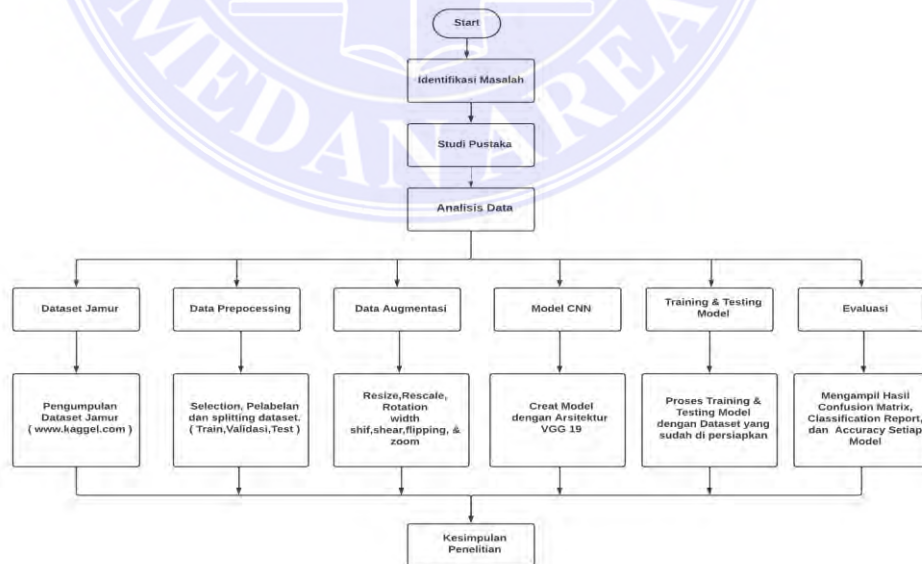 MEDAN AREA
Start
Identifikasi Masalah
Studi Pustaka
Analisis Data
Dataset Jamur
Data Prepocessing
Data Augmentasi
Model CNN
Training & Testing
Model
Evaluasi
Pengumpulan
Dataset Jamur
( www.kaggel.com )
Selection, Pelabelan
dan splitting dataset.
( Train,Validasi,Test )
Resize,Rescale,
Rotation
width
shif,shear,flipping, &
zoom
Creat Model
dengan Arsitektur
VGG 19
Proses Training &
Testing Model
dengan Dataset yang
sudah di persiapkan
Mengampil Hasil
Confusion Matrix,
Classification Report,
dan Accuracy Setiap
Model
Kesimpulan
Penelitian